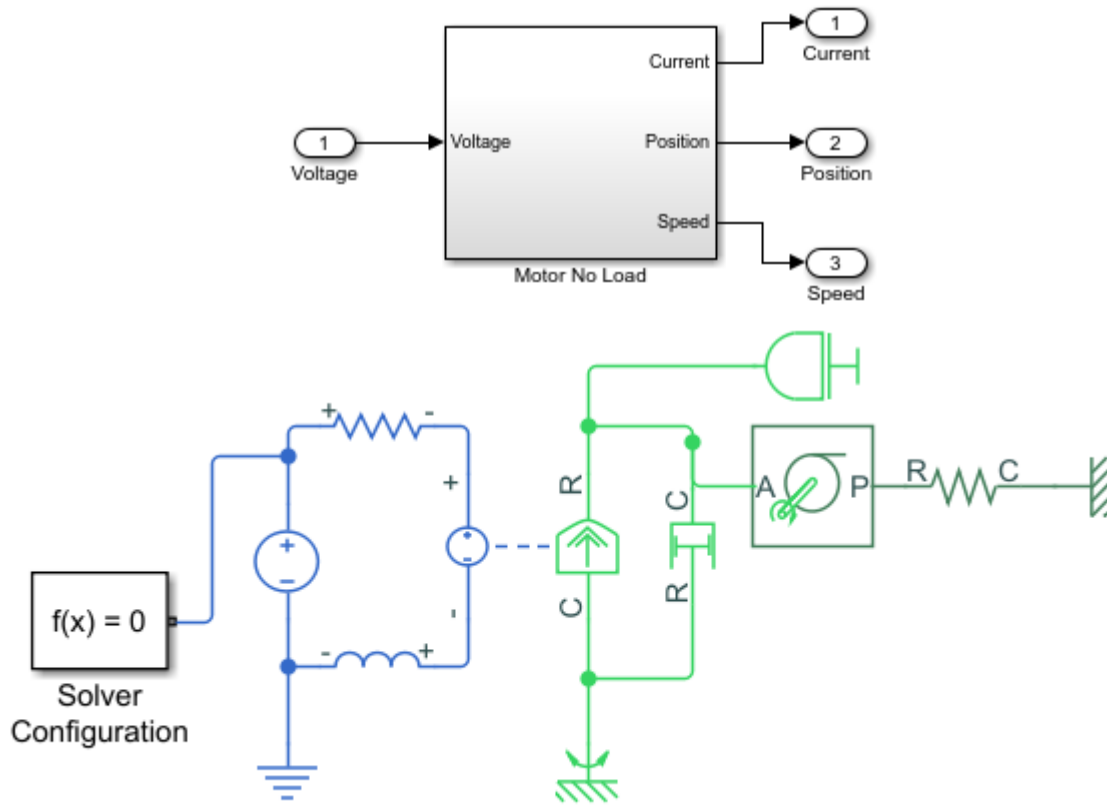 1
Current
Current
1
Voltage
Voltage
Position
2
Position
Speed
3
Speed
Motor No Load
+
-
+
R
C
A
P
R
C
+
-
+
-
f(x) = 0
C
R
-
-
+
Solver
Configuration